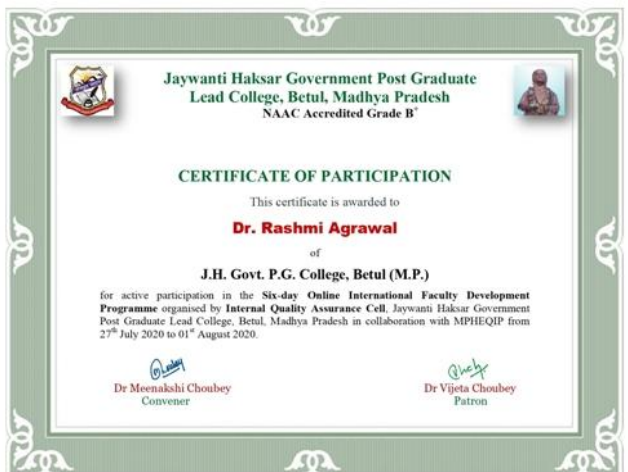 Jaywanti Haksar Government Post Graduate
Lead College, Betul, Madhya Pradesh
NAAC Accredited Grade B+
CERTIFICATE OF PARTICIPATION
This certificate is awarded to
Dr. Rashmi Agrawal
of
J.H. Govt. P.G. College, Betul (M.P.)
for active participation in the Six-day Online International Faculty Development
Programme organised by Internal Quality Assurance Cell, Jaywanti Haksar Government
Post Graduate Lead College, Betul, Madhya Pradesh in collaboration with MPHEQIP from
27th July 2020 to 01st August 2020.
Dr Meenakshi Choubey
Convener
Dr Vijeta Choubey
Patron